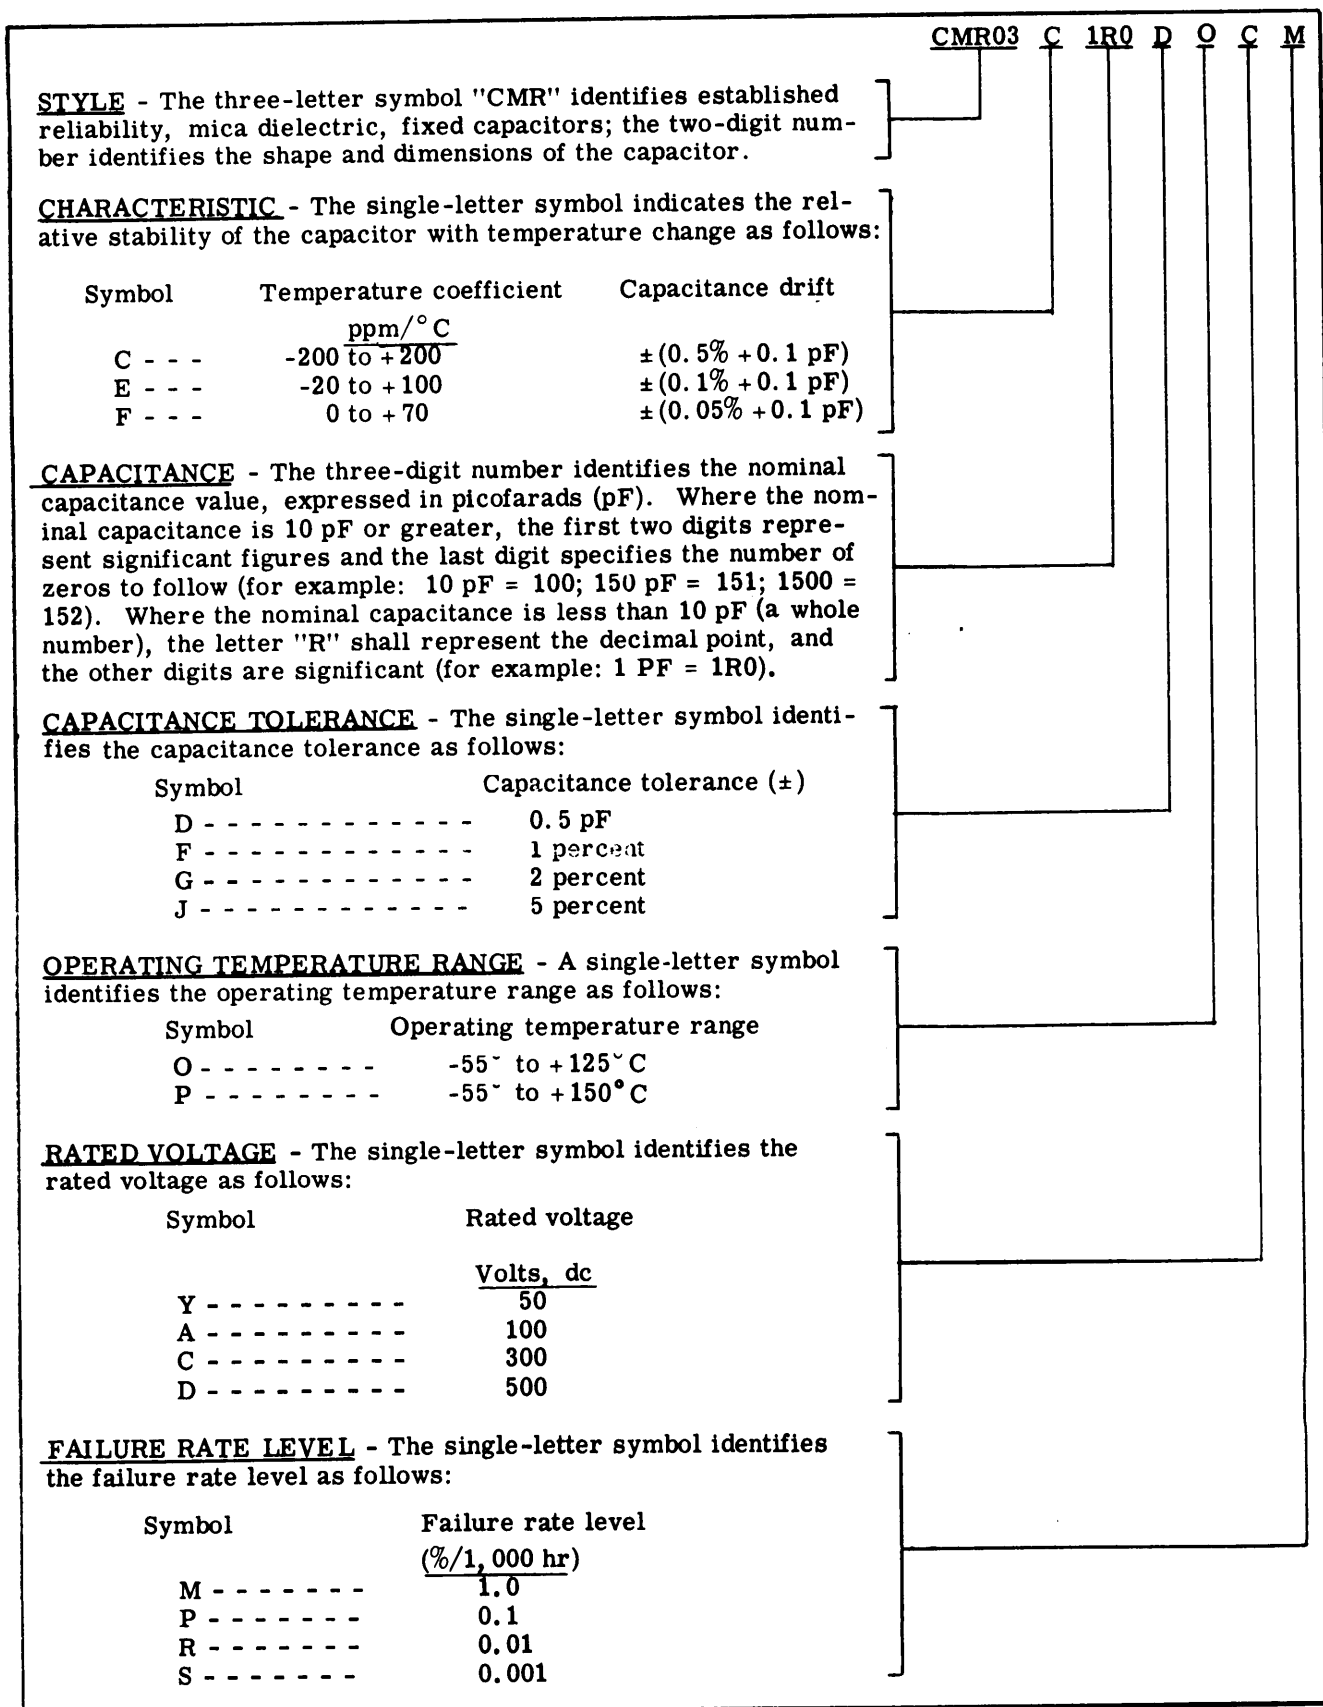 CMR03 C 1R0 D O C M
STYLE - The three-letter symbol "CMR" identifies established
reliability, mica dielectric, fixed capacitors; the two-digit num-
ber identifies the shape and dimensions of the capacitor.
CHARACTERISTIC - The single-letter symbol indicates the rel-
ative stability of the capacitor with temperature change as follows:
Symbol Temperature coefficient Capacitance drift
ppm/°C
C - - - -200 to +200 ±(0.5% +0.1 pF)
E - - - -20 to +100 ±(0.1% +0.1 pF)
F - - - 0 to +70 ±(0.05% +0.1 pF)
CAPACITANCE - The three-digit number identifies the nominal
capacitance value, expressed in picofarads (pF). Where the nom-
inal capacitance is 10 pF or greater, the first two digits repre-
sent significant figures and the last digit specifies the number of
zeros to follow (for example: 10 pF = 100; 150 pF = 151; 1500 =
152). Where the nominal capacitance is less than 10 pF (a whole
number), the letter "R" shall represent the decimal point, and
the other digits are significant (for example: 1 PF = 1R0).
CAPACITANCE TOLERANCE - The single-letter symbol identi-
fies the capacitance tolerance as follows:
Symbol Capacitance tolerance (±)
D - - - - - - - - - - - - 0.5 pF
F - - - - - - - - - - - - 1 percent
G - - - - - - - - - - - - 2 percent
J - - - - - - - - - - - - 5 percent
OPERATING TEMPERATURE RANGE - A single-letter symbol
identifies the operating temperature range as follows:
Symbol Operating temperature range
O - - - - - - - - -55° to +125°C
P - - - - - - - - -55° to +150°C
RATED VOLTAGE - The single-letter symbol identifies the
rated voltage as follows:
Symbol Rated voltage
Volts, dc
Y - - - - - - - - - 50
A - - - - - - - - - 100
C - - - - - - - - - 300
D - - - - - - - - - 500
FAILURE RATE LEVEL - The single-letter symbol identifies
the failure rate level as follows:
Symbol Failure rate level
(%/1,000 hr)
M - - - - - - - 1.0
P - - - - - - - 0.1
R - - - - - - - 0.01
S - - - - - - - 0.001